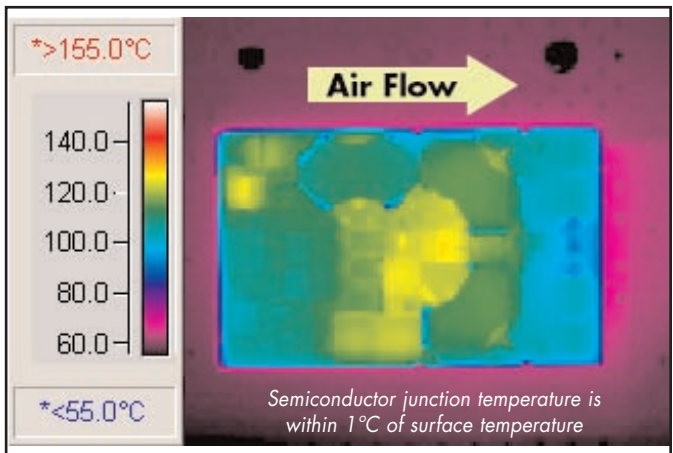 *>155.0°C
140.0
120.0
100.0
80.0
60.0
*<55.0°C
Air Flow
Semiconductor junction temperature is
within 1°C of surface temperature